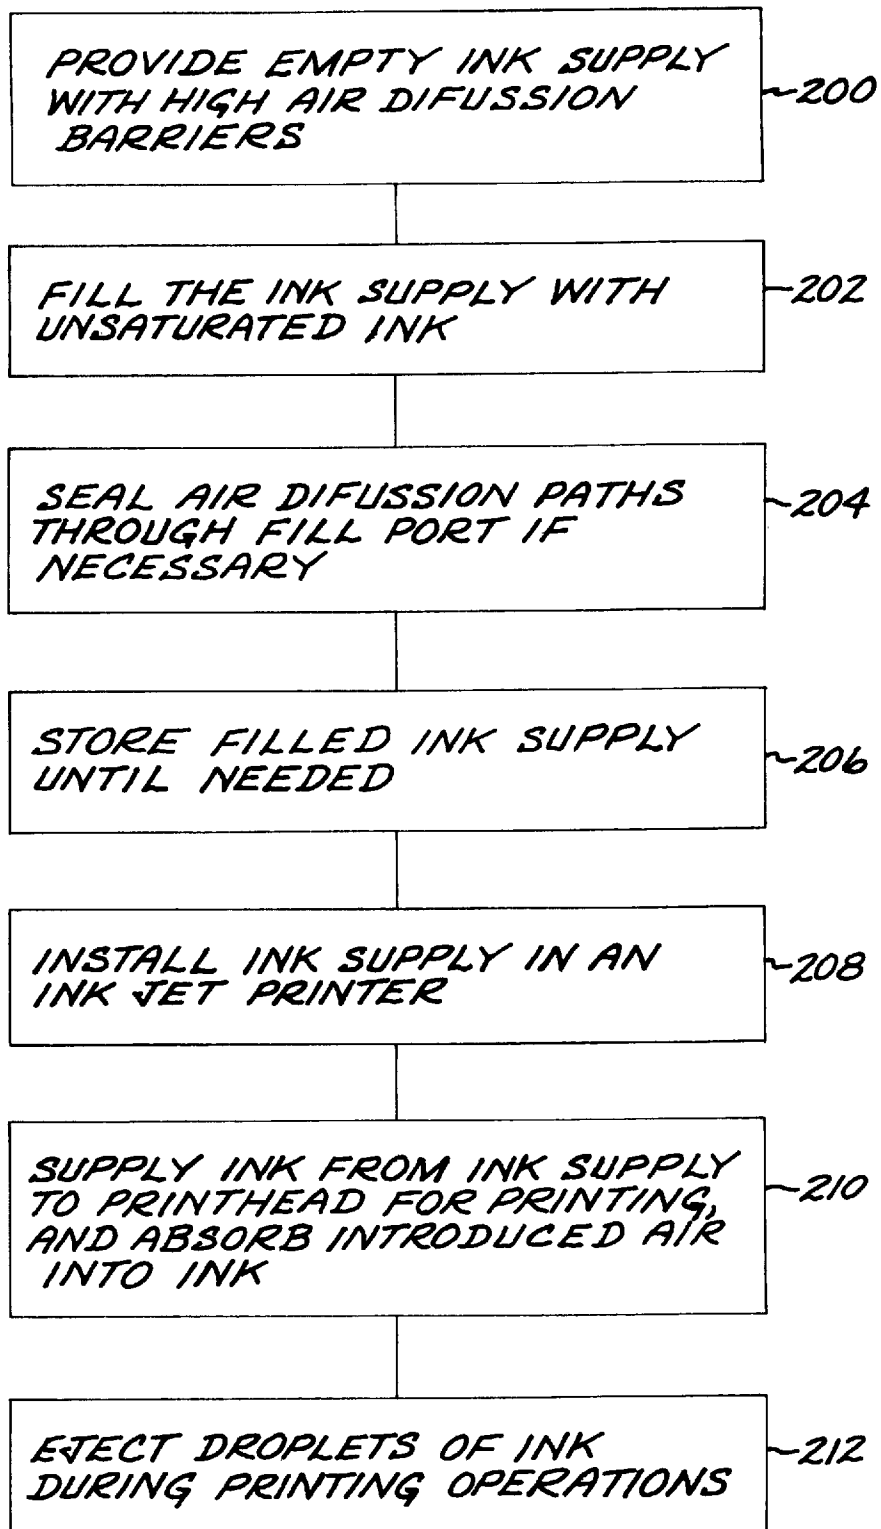 PROVIDE EMPTY INK SUPPLY
WITH HIGH AIR DIFUSSION
BARRIERS
200
FILL THE INK SUPPLY WITH
UNSATURATED INK
202
SEAL AIR DIFUSSION PATHS
THROUGH FILL PORT IF
NECESSARY
204
STORE FILLED INK SUPPLY
UNTIL NEEDED
206
INSTALL INK SUPPLY IN AN
INK JET PRINTER
208
SUPPLY INK FROM INK SUPPLY
TO PRINTHEAD FOR PRINTING,
AND ABSORB INTRODUCED AIR
INTO INK
210
EJECT DROPLETS OF INK
DURING PRINTING OPERATIONS
212